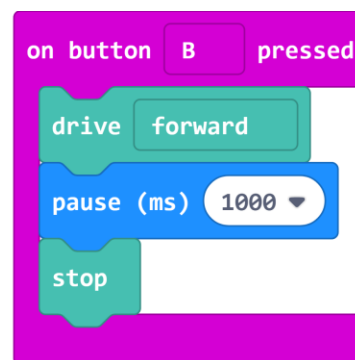 on button B pressed
drive forward
pause (ms) 1000
stop